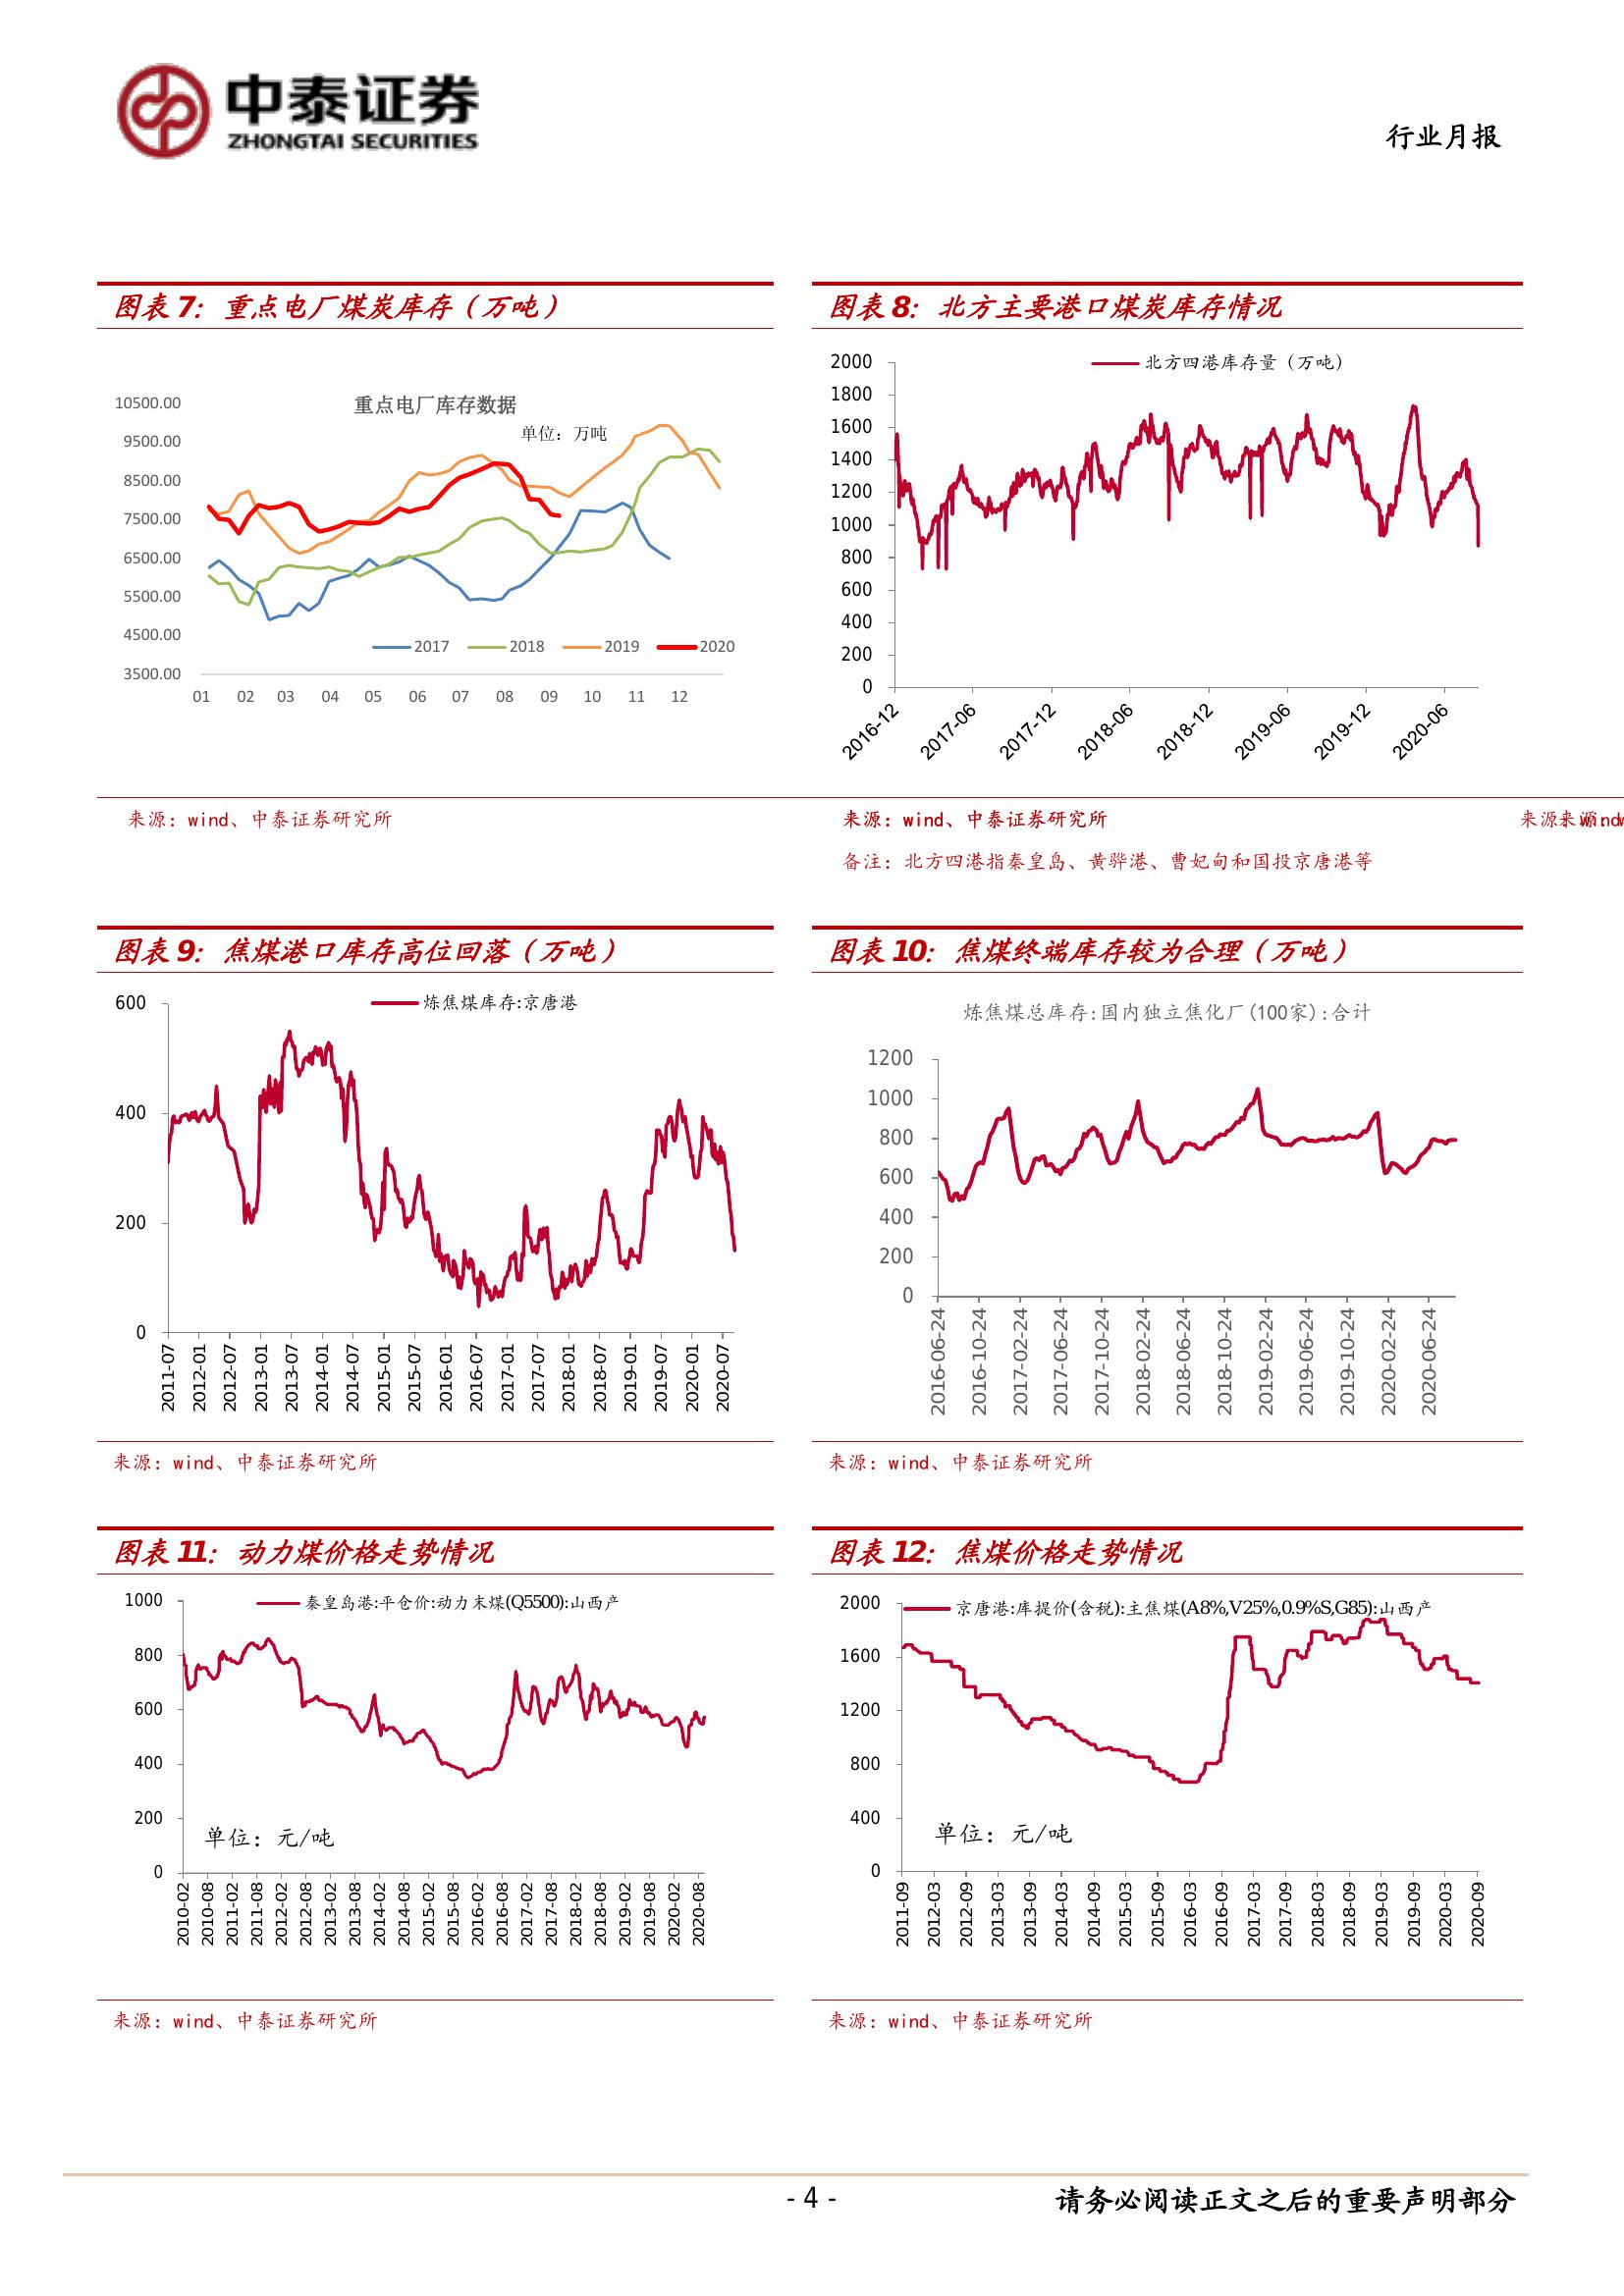 中泰证券
ZHONGTAI SECURITIES
行业月报
图表 7：重点电厂煤炭库存（万吨）
重点电厂库存数据
单位：万吨
10500.00
9500.00
8500.00
7500.00
6500.00
5500.00
4500.00
3500.00
2017 2018 2019 2020
01 02 03 04 05 06 07 08 09 10 11 12
来源：wind、中泰证券研究所
图表 8：北方主要港口煤炭库存情况
北方四港库存量（万吨）
2000
1800
1600
1400
1200
1000
800
600
400
200
0
2016-12 2017-06 2017-12 2018-06 2018-12 2019-06 2019-12 2020-06
来源：wind、中泰证券研究所
备注：北方四港指秦皇岛、黄骅港、曹妃甸和国投京唐港等
图表 9：焦煤港口库存高位回落（万吨）
炼焦煤库存:京唐港
600
400
200
0
2011-07 2012-01 2012-07 2013-01 2013-07 2014-01 2014-07 2015-01 2015-07 2016-01 2016-07 2017-01 2017-07 2018-01 2018-07 2019-01 2019-07 2020-01 2020-07
来源：wind、中泰证券研究所
图表 10：焦煤终端库存较为合理（万吨）
炼焦煤总库存:国内独立焦化厂(100家):合计
1200
1000
800
600
400
200
0
2016-06-24 2016-10-24 2017-02-24 2017-06-24 2017-10-24 2018-02-24 2018-06-24 2018-10-24 2019-02-24 2019-06-24 2019-10-24 2020-02-24 2020-06-24
来源：wind、中泰证券研究所
图表 11：动力煤价格走势情况
秦皇岛港:平仓价:动力末煤(Q5500):山西产
1000
800
600
400
200
0
单位：元/吨
2010-02 2010-08 2011-02 2011-08 2012-02 2012-08 2013-02 2013-08 2014-02 2014-08 2015-02 2015-08 2016-02 2016-08 2017-02 2017-08 2018-02 2018-08 2019-02 2019-08 2020-02 2020-08
来源：wind、中泰证券研究所
图表 12：焦煤价格走势情况
京唐港:库提价(含税):主焦煤(A8%,V25%,0.9%S,G85):山西产
2000
1600
1200
800
400
0
单位：元/吨
2011-09 2012-03 2012-09 2013-03 2013-09 2014-03 2014-09 2015-03 2015-09 2016-03 2016-09 2017-03 2017-09 2018-03 2018-09 2019-03 2019-09 2020-03 2020-09
来源：wind、中泰证券研究所
- 4 -
请务必阅读正文之后的重要声明部分